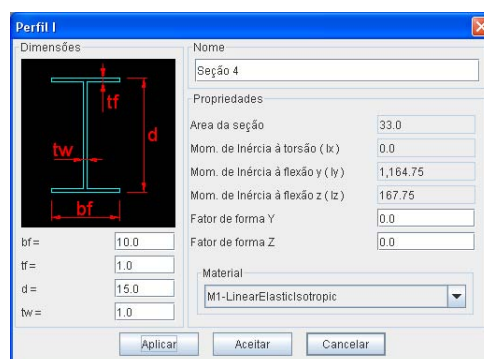 Perfil I
Dimensões
tf
d
tw
bf
bf= 10.0
tf= 1.0
d = 15.0
tw= 1.0
Nome
Seção 4
Propriedades
Area da seção 33.0
Mom. de Inércia à torsão ( Ix ) 0.0
Mom. de Inércia à flexão y ( Iy ) 1,164.75
Mom. de Inércia à flexão z ( Iz ) 167.75
Fator de forma Y 0.0
Fator de forma Z 0.0
Material
M1-LinearElasticIsotropic
Aplicar Aceitar Cancelar